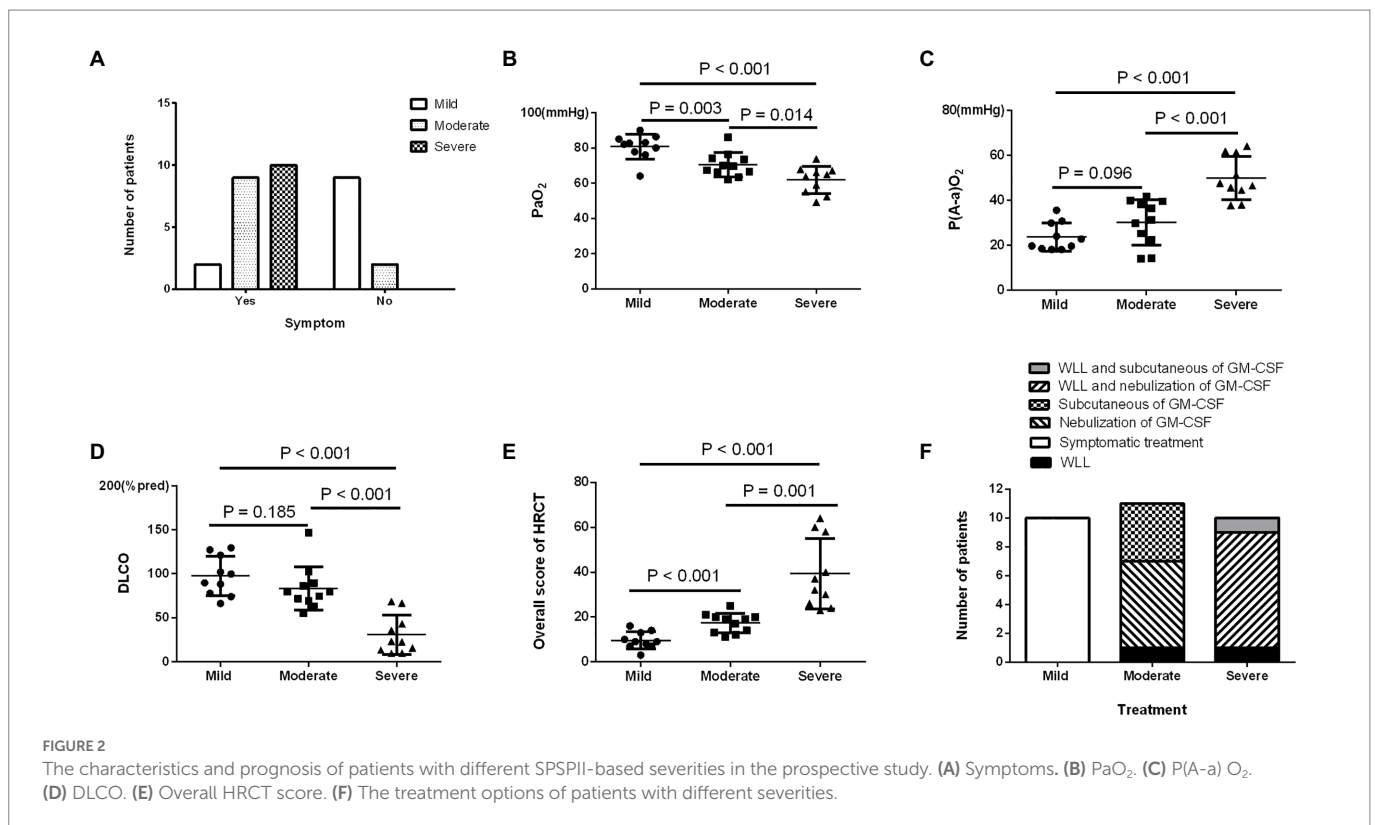 A
15
10
5
0
Number of patients
Yes
No
Symptom
Mild
Moderate
Severe
B
100(mmHg)
80
60
40
20
0
PaO₂
P < 0.001
P = 0.003
P = 0.014
Mild
Moderate
Severe
C
80(mmHg)
60
40
20
0
P(A-a)O₂
P < 0.001
P < 0.001
P = 0.096
Mild
Moderate
Severe
D
200(% pred)
150
100
50
0
DLCO
P < 0.001
P = 0.185
P < 0.001
Mild
Moderate
Severe
E
80
60
40
20
0
Overall score of HRCT
P < 0.001
P = 0.001
P < 0.001
Mild
Moderate
Severe
WLL and subcutaneous of GM-CSF
WLL and nebulization of GM-CSF
Subcutaneous of GM-CSF
Nebulization of GM-CSF
Symptomatic treatment
WLL
F
12
10
8
6
4
2
0
Number of patients
Mild
Moderate
Severe
Treatment
FIGURE 2
The characteristics and prognosis of patients with different SPSPII-based severities in the prospective study. (A) Symptoms. (B) PaO₂. (C) P(A-a) O₂.
(D) DLCO. (E) Overall HRCT score. (F) The treatment options of patients with different severities.